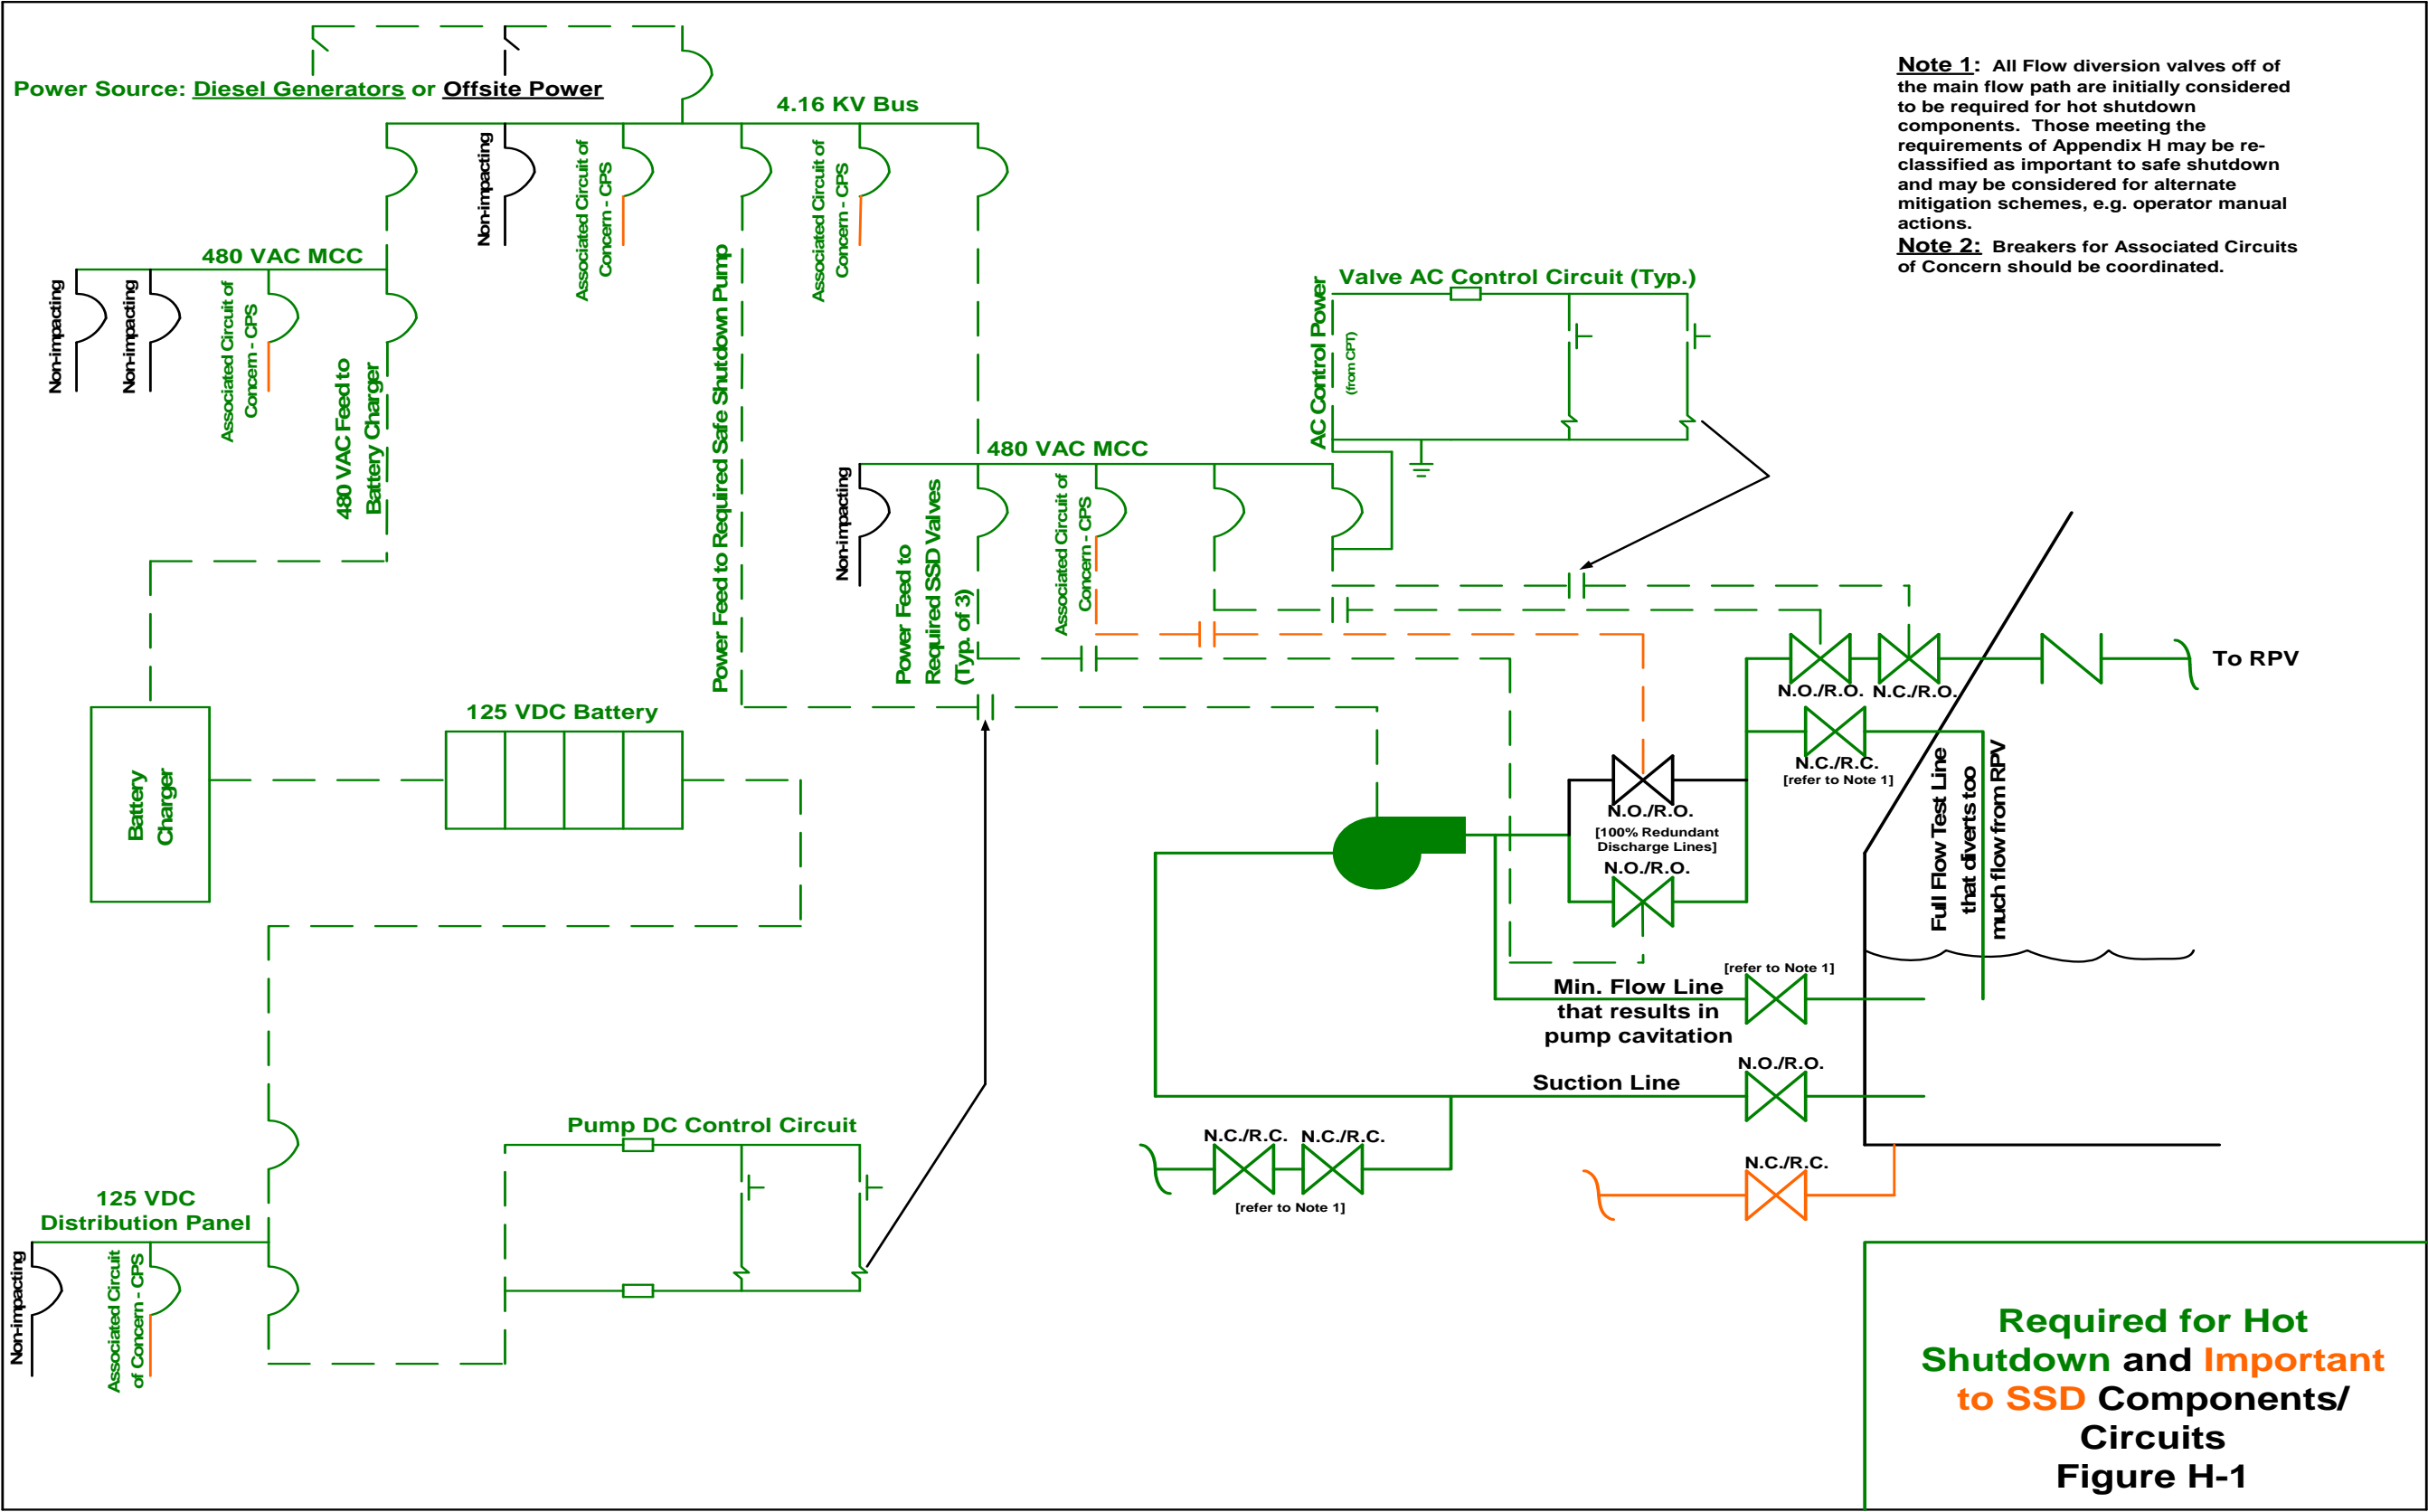 Power Source: Diesel Generators or Offsite Power
4.16 KV Bus
Note 1: All Flow diversion valves off of
the main flow path are initially considered
to be required for hot shutdown
components. Those meeting the
requirements of Appendix H may be re-
classified as important to safe shutdown
and may be considered for alternate
mitigation schemes, e.g. operator manual
actions.
Note 2: Breakers for Associated Circuits
of Concern should be coordinated.
Non-impacting
Associated Circuit of
Concern - CPS
Associated Circuit of
Concern - CPS
480 VAC MCC
Non-impacting
Non-impacting
Associated Circuit of
Concern - CPS
480 VAC Feed to
Battery Charger
Power Feed to Required Safe Shutdown Pump
Valve AC Control Circuit (Typ.)
AC Control Power
(from CPT)
480 VAC MCC
Non-impacting
Power Feed to
Required SSD Valves
(Typ. of 3)
Associated Circuit of
Concern - CPS
To RPV
N.O./R.O.
N.C./R.O.
N.C./R.C.
[refer to Note 1]
Full Flow Test Line
that diverts too
much flow from RPV
125 VDC Battery
Battery
Charger
N.O./R.O.
[100% Redundant
Discharge Lines]
N.O./R.O.
[refer to Note 1]
Min. Flow Line
that results in
pump cavitation
N.O./R.O.
Suction Line
N.C./R.C.
N.C./R.C.
[refer to Note 1]
N.C./R.C.
Pump DC Control Circuit
125 VDC
Distribution Panel
Non-impacting
Associated Circuit
of Concern - CPS
Required for Hot
Shutdown and Important
to SSD Components/
Circuits
Figure H-1